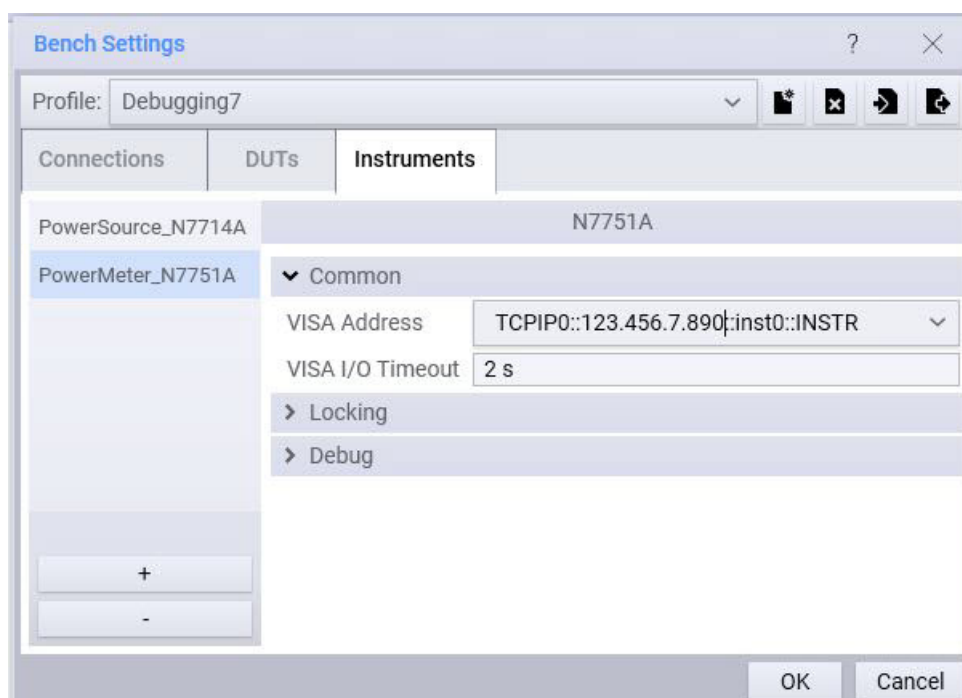 Bench Settings ?
Profile: Debugging7
Connections DUTs Instruments
PowerSource_N7714A N7751A
PowerMeter_N7751A Common
VISA Address TCPIP0::123.456.7.890::inst0::INSTR
VISA I/O Timeout 2 s
Locking
Debug
+
-
OK Cancel